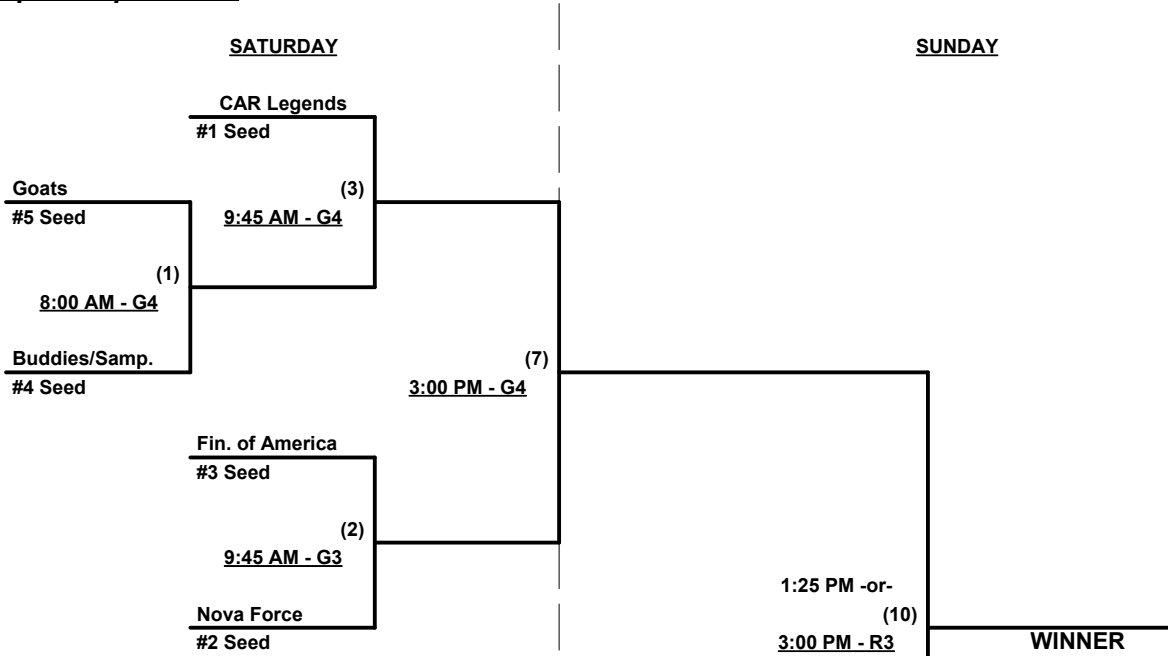 SATURDAY
SUNDAY
CAR Legends
#1 Seed
Goats
(3)
#5 Seed
9:45 AM - G4
(1)
8:00 AM - G4
Buddies/Samp.
(7)
#4 Seed
3:00 PM - G4
Fin. of America
#3 Seed
(2)
9:45 AM - G3
1:25 PM -or-
Nova Force
(10)
#2 Seed
3:00 PM - R3
WINNER